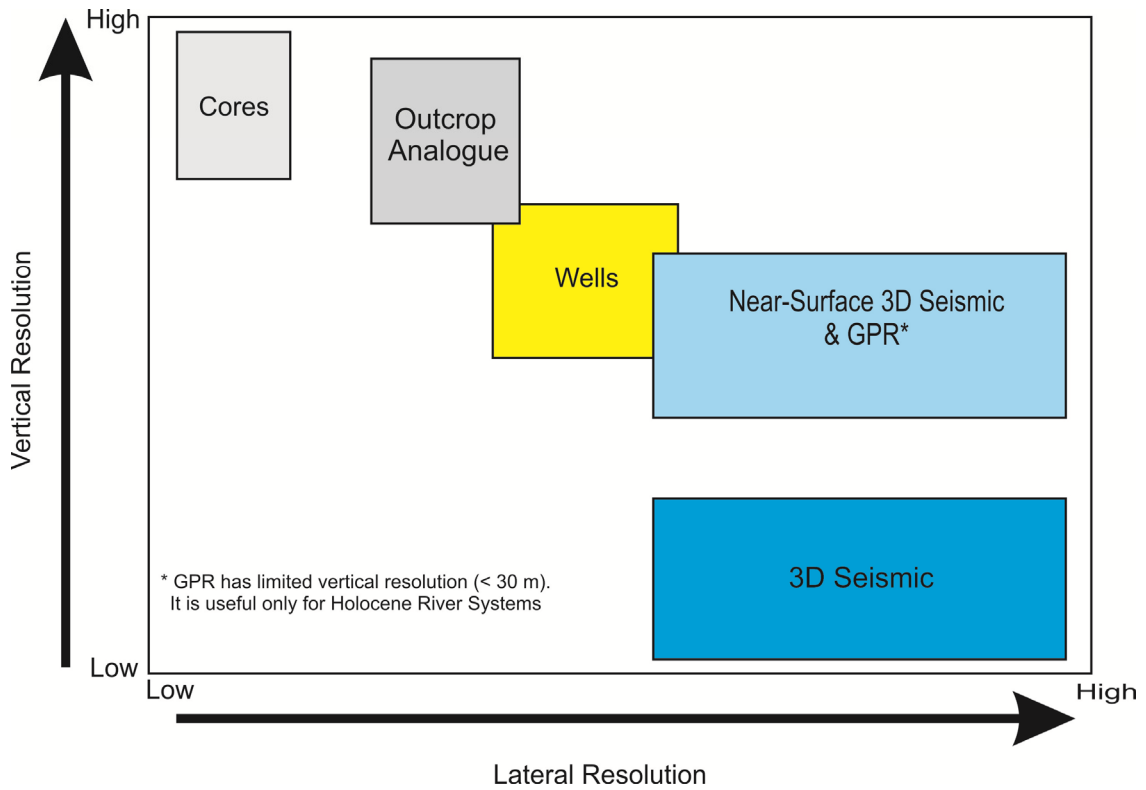 High
Cores
Outcrop
Analogue
Wells
Near-Surface 3D Seismic
& GPR*
Vertical Resolution
* GPR has limited vertical resolution (< 30 m).
It is useful only for Holocene River Systems
3D Seismic
Low
Low
High
Lateral Resolution